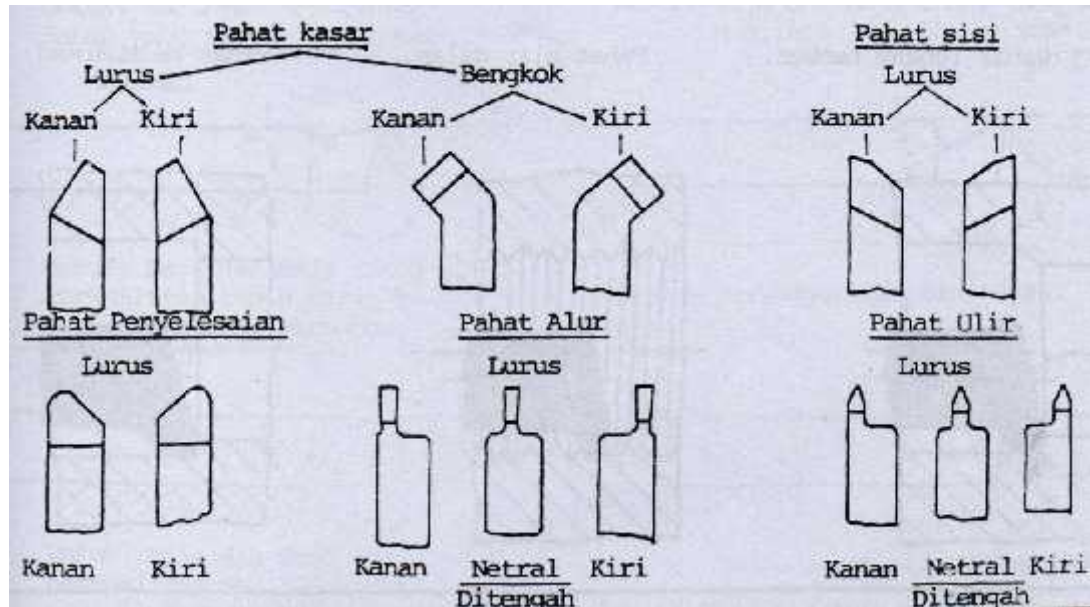 Pahat kasar
Pahat sisi
Lurus
Bengkok
Lurus
Kanan
Kiri
Kanan
Kiri
Kanan
Kiri
Pahat Penyelesaian
Pahat Alur
Pahat Ulir
Lurus
Lurus
Lurus
Kanan
Kiri
Kanan
Netral
Kiri
Ditengah
Kanan
Netral
Kiri
Ditengah